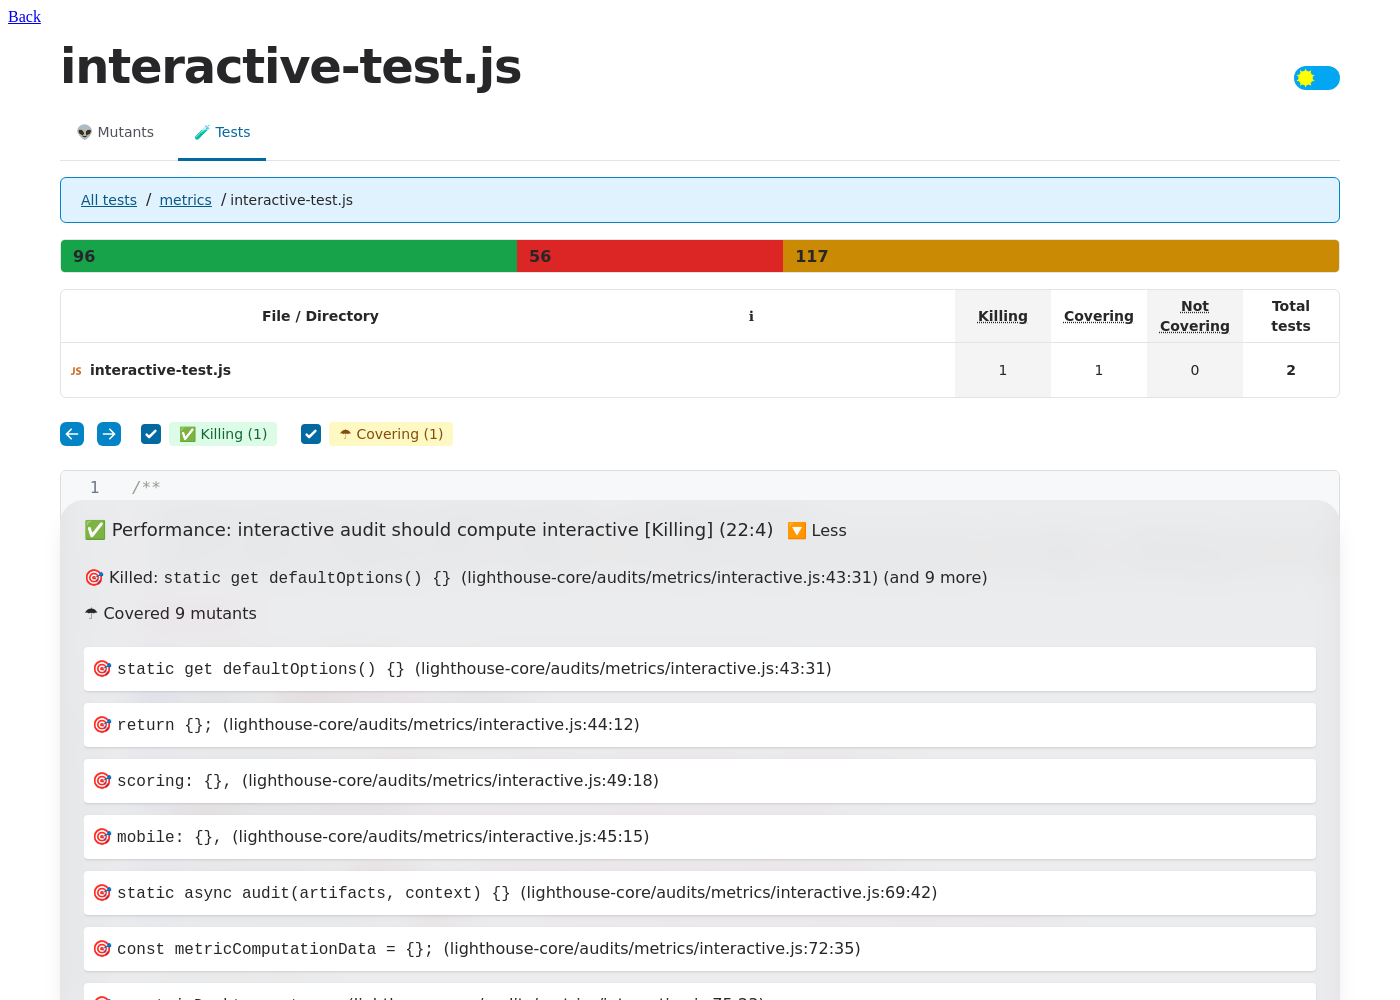 Back
interactive-test.js
👽 Mutants 🧪 Tests
All tests / metrics / interactive-test.js
96 56 117
File / Directory ℹ Killing Covering Not Covering Total tests
JS interactive-test.js 1 1 0 2
✅ Killing (1) ☂ Covering (1)
1 /**
✅ Performance: interactive audit should compute interactive [Killing] (22:4) 🔽 Less
🎯 Killed: static get defaultOptions() {} (lighthouse-core/audits/metrics/interactive.js:43:31) (and 9 more)
☂ Covered 9 mutants
🎯 static get defaultOptions() {} (lighthouse-core/audits/metrics/interactive.js:43:31)
🎯 return {}; (lighthouse-core/audits/metrics/interactive.js:44:12)
🎯 scoring: {}, (lighthouse-core/audits/metrics/interactive.js:49:18)
🎯 mobile: {}, (lighthouse-core/audits/metrics/interactive.js:45:15)
🎯 static async audit(artifacts, context) {} (lighthouse-core/audits/metrics/interactive.js:69:42)
🎯 const metricComputationData = {}; (lighthouse-core/audits/metrics/interactive.js:72:35)